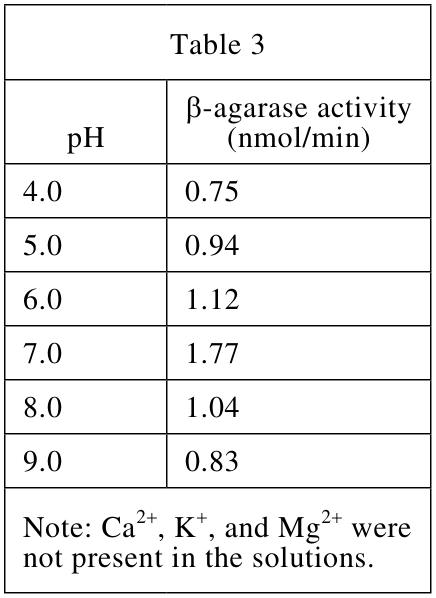 Table 3
β-agarase activity
pH (nmol/min)
4.0 0.75
5.0 0.94
6.0 1.12
7.0 1.77
8.0 1.04
9.0 0.83
Note: Ca²⁺, K⁺, and Mg²⁺ were
not present in the solutions.